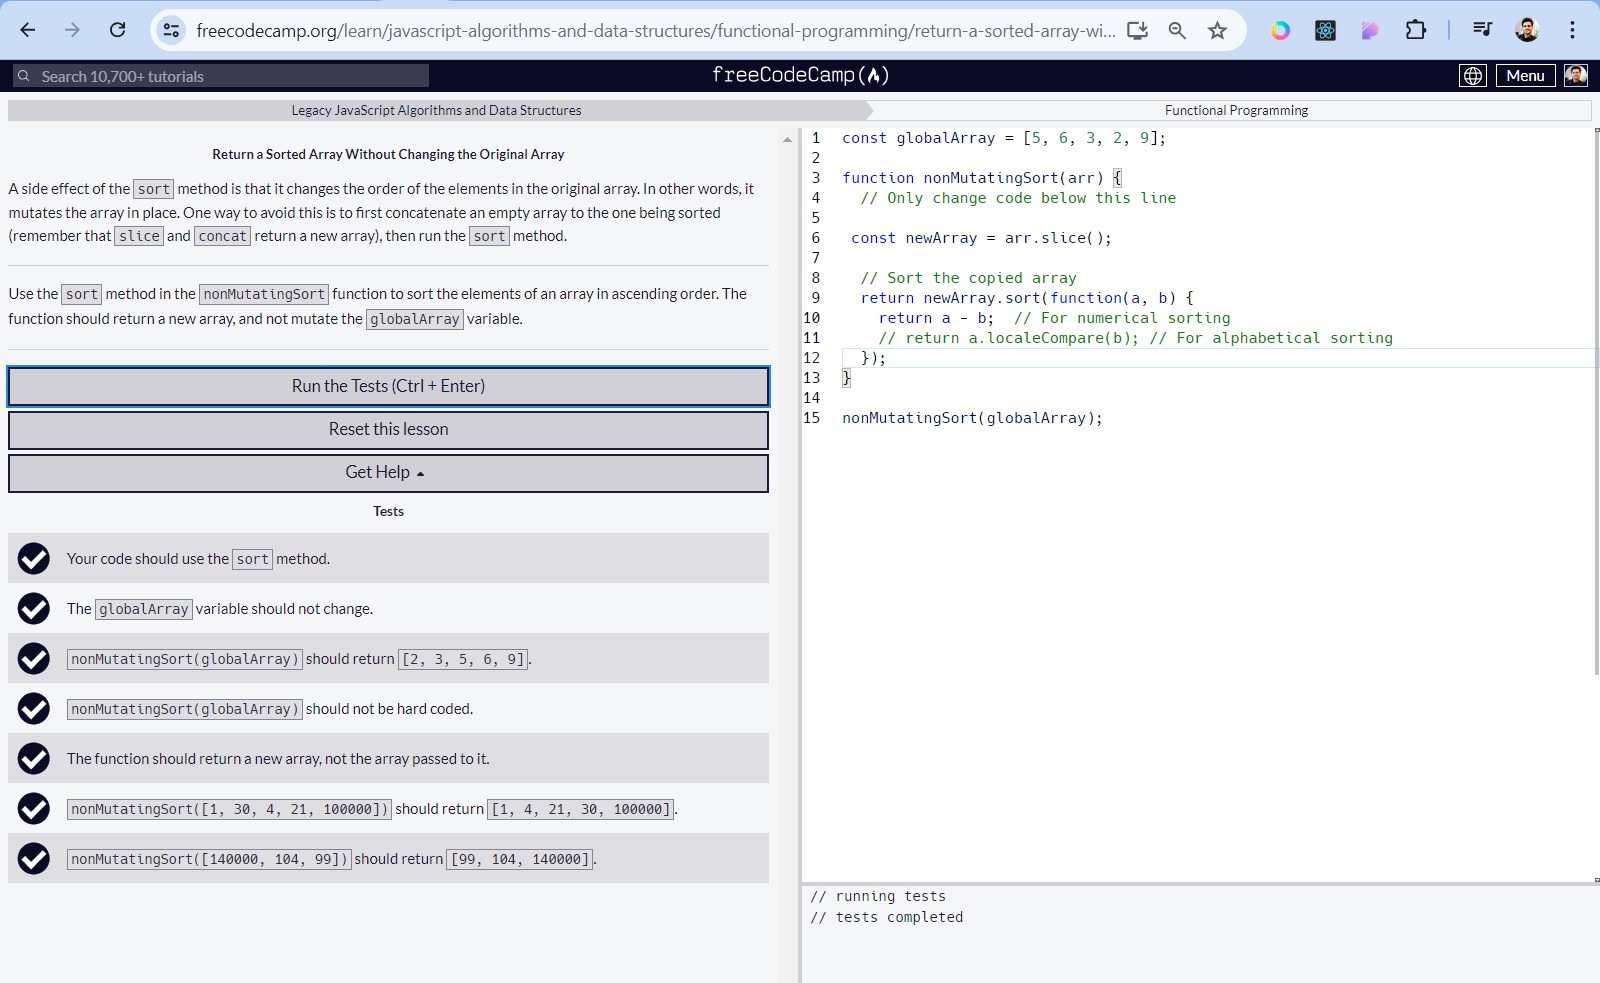 freecodecamp.org/learn/javascript-algorithms-and-data-structures/functional-programming/return-a-sorted-array-wi...
Search 10,700+ tutorials
freeCodeCamp
Menu
Legacy JavaScript Algorithms and Data Structures
Functional Programming
Return a Sorted Array Without Changing the Original Array
A side effect of the sort method is that it changes the order of the elements in the original array. In other words, it
mutates the array in place. One way to avoid this is to first concatenate an empty array to the one being sorted
(remember that slice and concat return a new array), then run the sort method.
Use the sort method in the nonMutatingSort function to sort the elements of an array in ascending order. The
function should return a new array, and not mutate the globalArray variable.
Run the Tests (Ctrl + Enter)
Reset this lesson
Get Help
Tests
Your code should use the sort method.
The globalArray variable should not change.
nonMutatingSort(globalArray) should return [2, 3, 5, 6, 9].
nonMutatingSort(globalArray) should not be hard coded.
The function should return a new array, not the array passed to it.
nonMutatingSort([1, 30, 4, 21, 100000]) should return [1, 4, 21, 30, 100000].
nonMutatingSort([140000, 104, 99]) should return [99, 104, 140000].
1 const globalArray = [5, 6, 3, 2, 9];
2
3 function nonMutatingSort(arr) {
4 // Only change code below this line
5
6 const newArray = arr.slice();
7
8 // Sort the copied array
9 return newArray.sort(function(a, b) {
10 return a - b; // For numerical sorting
11 // return a.localeCompare(b); // For alphabetical sorting
12 });
13 }
14
15 nonMutatingSort(globalArray);
// running tests
// tests completed